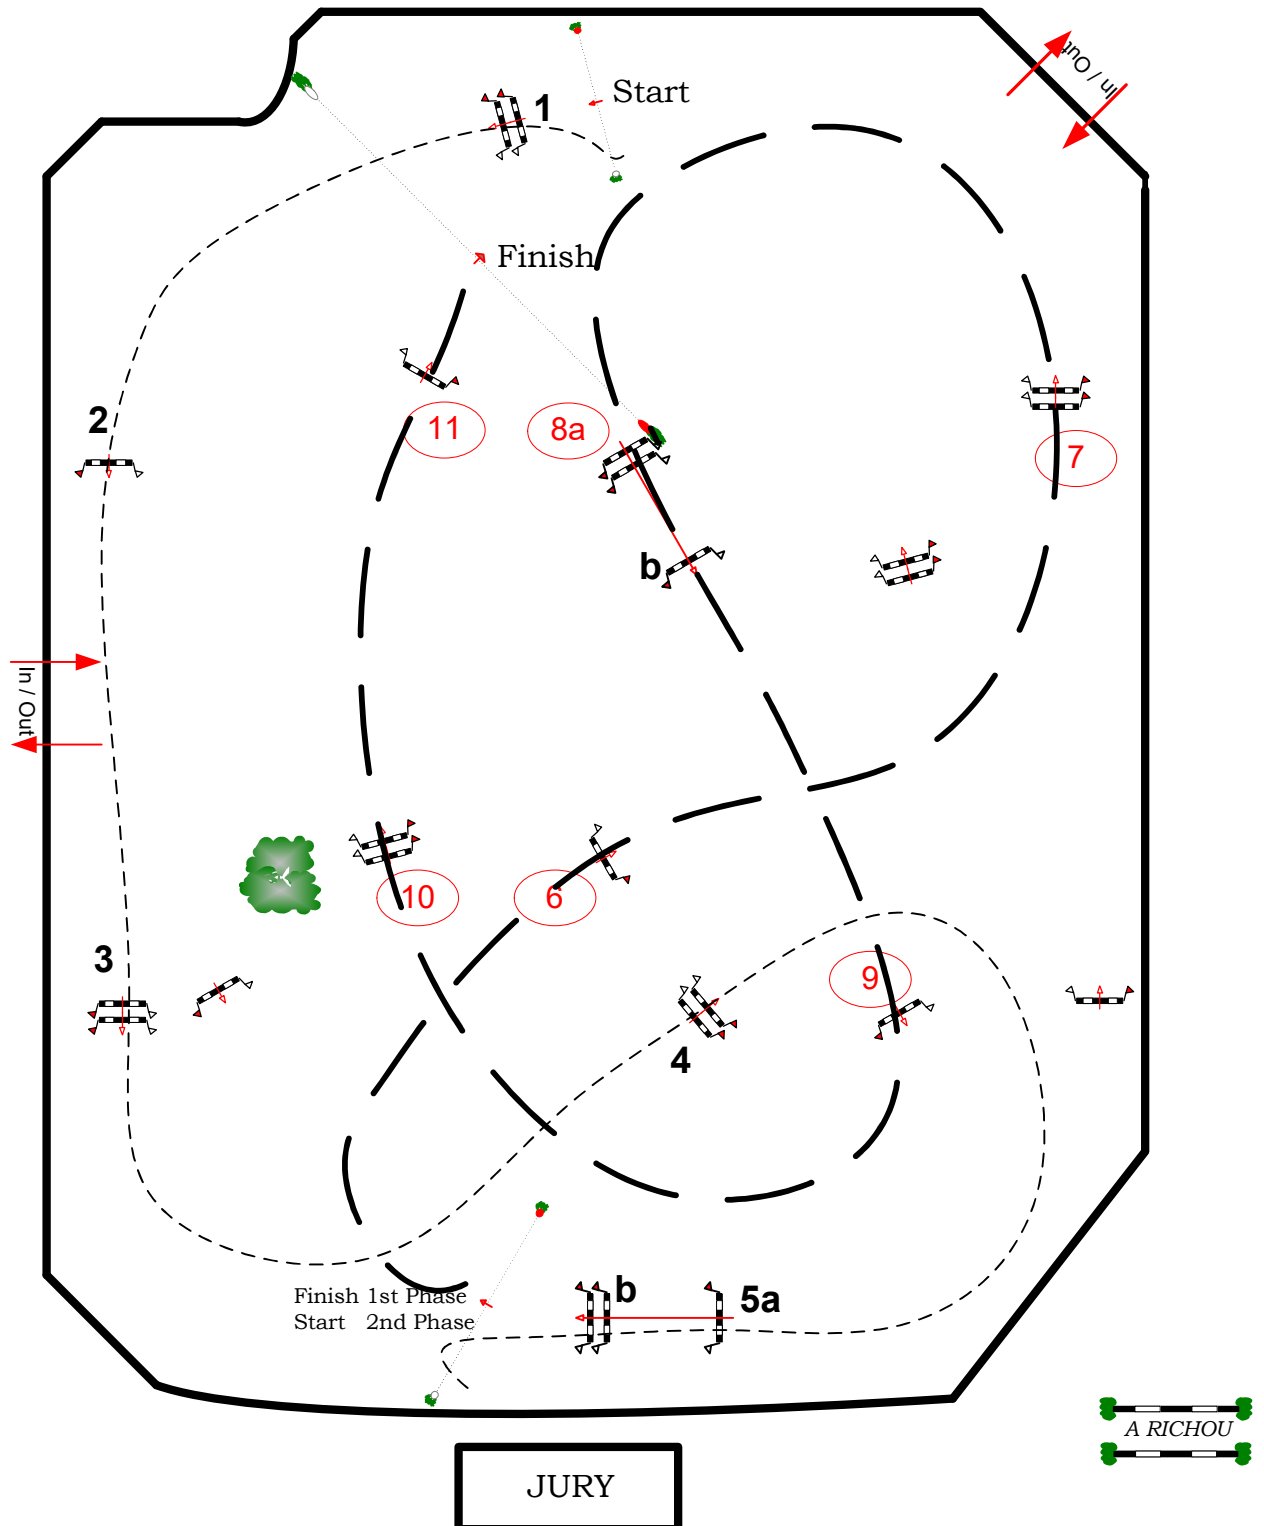 Start
1
In / Out
Finish
2
11
8a
7
b
In / Out
10
6
3
9
4
Finish 1st Phase
Start 2nd Phase
b
5a
A RICHOU
JURY